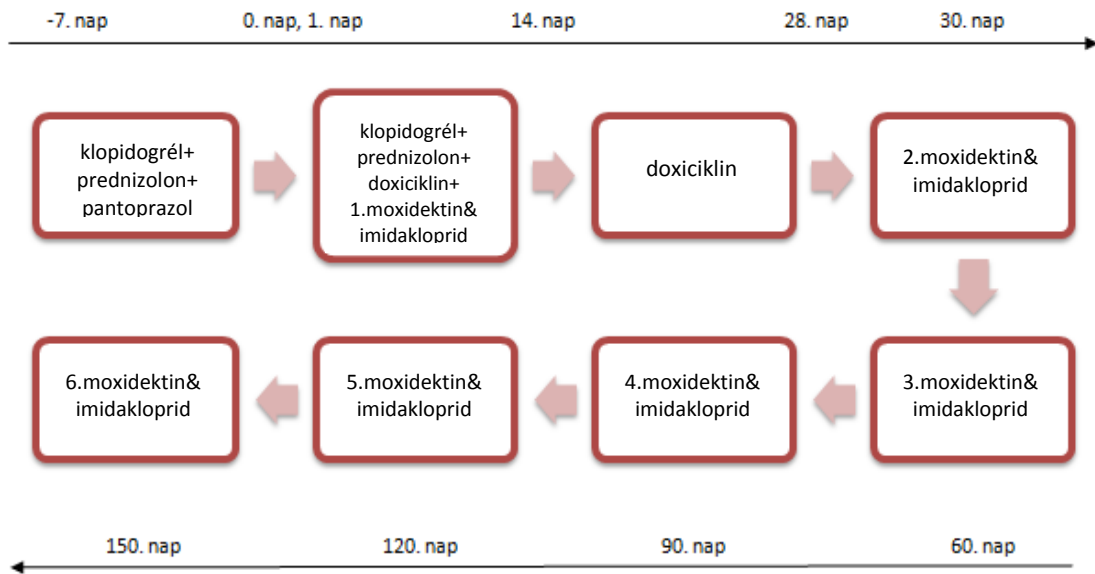 -7. nap
0. nap, 1. nap
14. nap
28. nap
30. nap
klopidogrél+
prednizolon+
pantoprazol
klopidogrél+
prednizolon+
doxiciklin+
1.moxidektin&
imidakloprid
doxiciklin
2.moxidektin&
imidakloprid
6.moxidektin&
imidakloprid
5.moxidektin&
imidakloprid
4.moxidektin&
imidakloprid
3.moxidektin&
imidakloprid
150. nap
120. nap
90. nap
60. nap